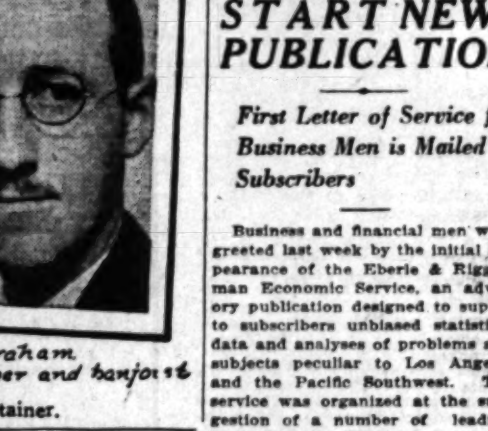 raham
er and banjoist
tainer.
START NEW
PUBLICATIO
First Letter of Service f
Business Men is Mailed
Subscribers
Business and financial men w
greeted last week by the initial
pearance of the Eberle & Rigg
man Economic Service, an adv
ory publication designed to sup
to subscribers unbiased statisti
data and analyses of problems a
subjects peculiar to Los Ange
and the Pacific Southwest. T
service was organized at the su
gestion of a number of lead